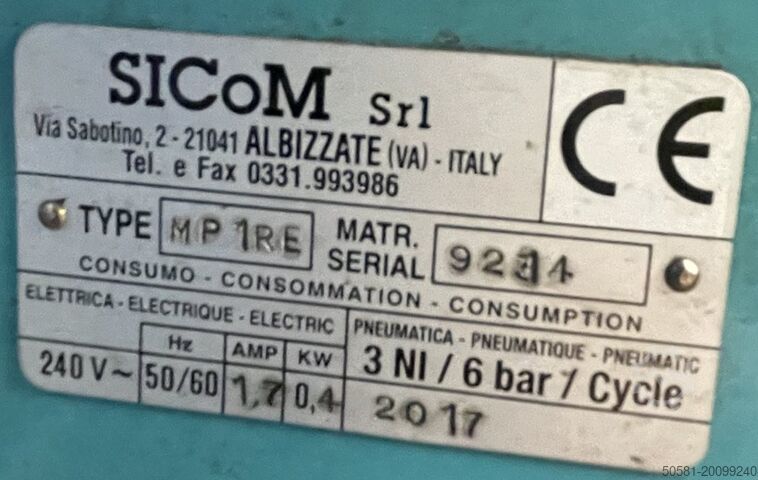 SICoM Srl
Via Sabotino, 2 - 21041 ALBIZZATE (VA) - ITALY
Tel. e Fax 0331.993986
CE
TYPE MP1RE MATR. SERIAL
CONSUMO - CONSOMMATION - CONSUMPTION
ELETTRICA - ELECTRIQUE - ELECTRIC
PNEUMATICA - PNEUMATIQUE - PNEUMATIC
Hz AMP KW
240 V~ 50/60 1,7 0,4
3 Nl / 6 bar / Cycle
2017
50581-20099240